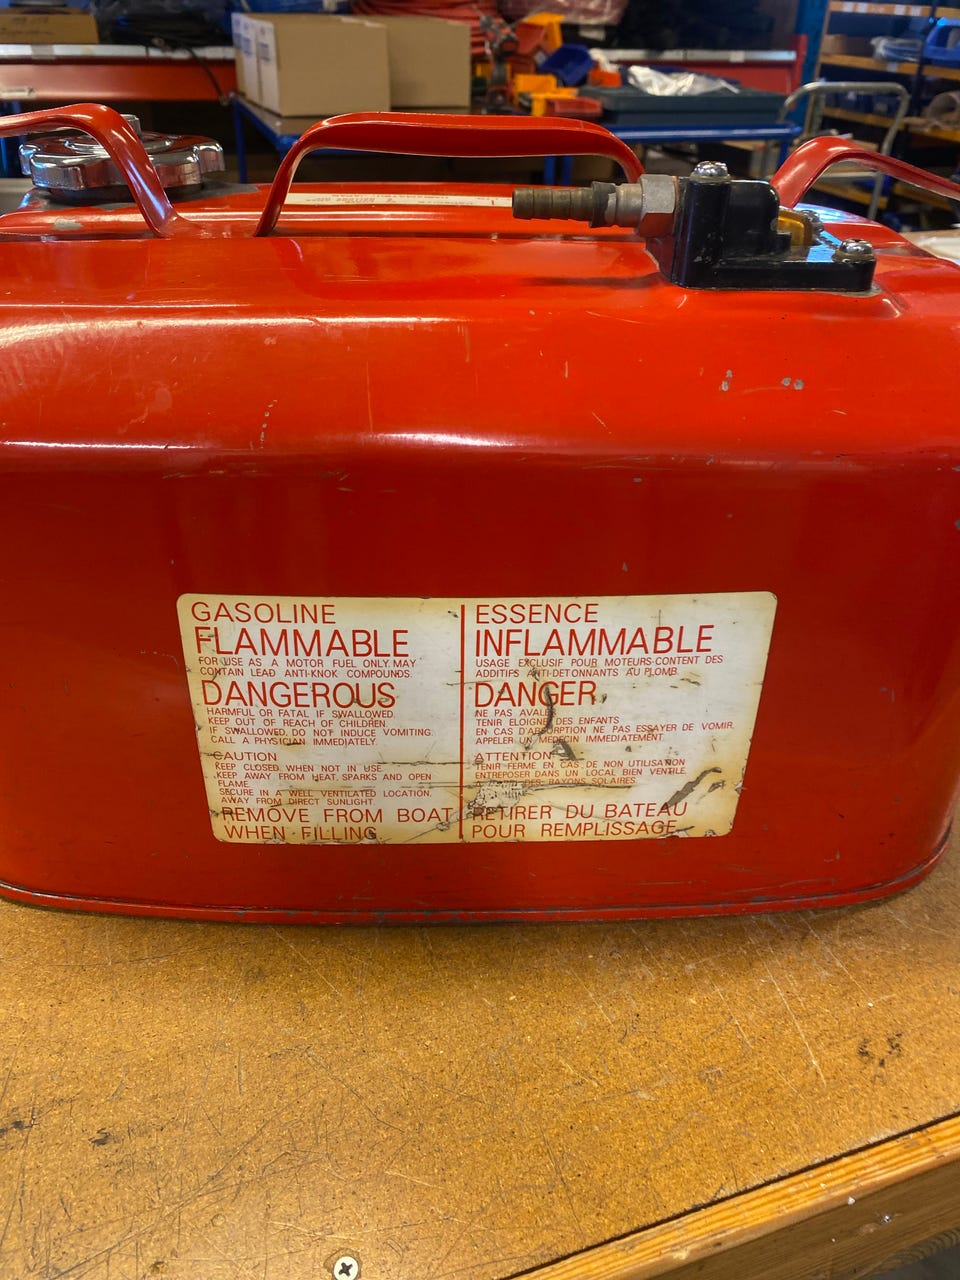 GASOLINE
FLAMMABLE
FOR USE AS A MOTOR FUEL ONLY. MAY
CONTAIN LEAD ANTI-KNOK COMPOUNDS.
DANGEROUS
HARMFUL OR FATAL IF SWALLOWED.
KEEP OUT OF REACH OF CHILDREN.
IF SWALLOWED, DO NOT INDUCE VOMITING.
CALL A PHYSICIAN IMMEDIATELY.
CAUTION
KEEP CLOSED WHEN NOT IN USE
KEEP AWAY FROM HEAT, SPARKS AND OPEN
FLAME
SECURE IN A WELL VENTILATED LOCATION,
AWAY FROM DIRECT SUNLIGHT.
REMOVE FROM BOAT
WHEN FILLING.
ESSENCE
INFLAMMABLE
USAGE EXCLUSIF POUR MOTEURS-CONTENT DES
ADDITIFS ANTI-DETONNANTS AU PLOMB.
DANGER
NE PAS AVALER
TENIR ELOIGNE DES ENFANTS
EN CAS D'ABSORPTION NE PAS ESSAYER DE VOMIR.
APPELER UN MEDECIN IMMEDIATEMENT.
ATTENTION
TENIR FERME EN CAS DE NON UTILISATION
ENTREPOSER DANS UN LOCAL BIEN VENTILE,
DES RAYONS SOLAIRES.
RETIRER DU BATEAU
POUR REMPLISSAGE